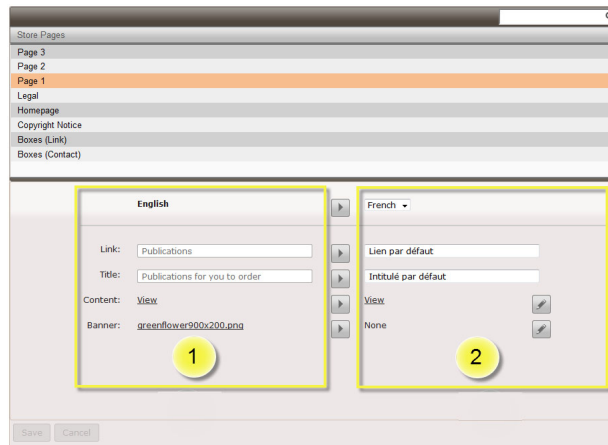 Store Pages
Page 3
Page 2
Page 1
Legal
Homepage
Copyright Notice
Boxes (Link)
Boxes (Contact)
English French
Link: Publications Lien par défaut
Title: Publications for you to order Intitulé par défaut
Content: View View
Banner: greenflower900x200.png None
1 2
Save Cancel